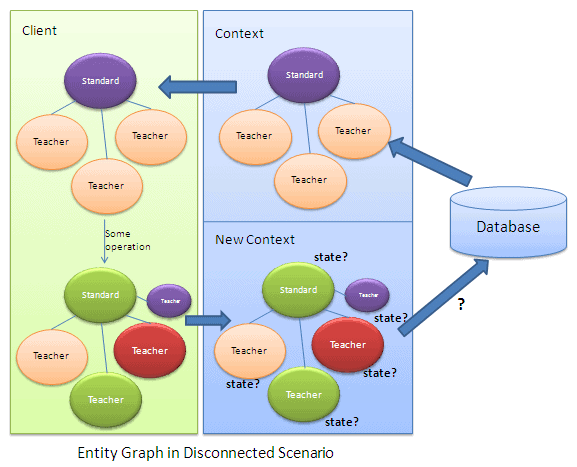 Client
Standard
Teacher
Teacher
Teacher
Some
operation
Standard
Teacher
Teacher
Teacher
Teacher
Context
Standard
Teacher
Teacher
Teacher
New Context
state?
Standard
Teacher
state?
Teacher
Teacher
state?
Teacher
state?
Database
?
Entity Graph in Disconnected Scenario